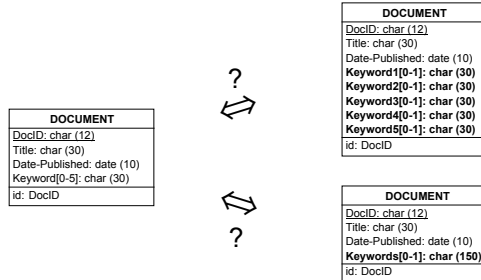 DOCUMENT
DocID: char (12)
Title: char (30)
Date-Published: date (10)
Keyword[0-5]: char (30)
id: DocID
?
?
DOCUMENT
DocID: char (12)
Title: char (30)
Date-Published: date (10)
Keyword1[0-1]: char (30)
Keyword2[0-1]: char (30)
Keyword3[0-1]: char (30)
Keyword4[0-1]: char (30)
Keyword5[0-1]: char (30)
id: DocID
DOCUMENT
DocID: char (12)
Title: char (30)
Date-Published: date (10)
Keywords[0-1]: char (150)
id: DocID